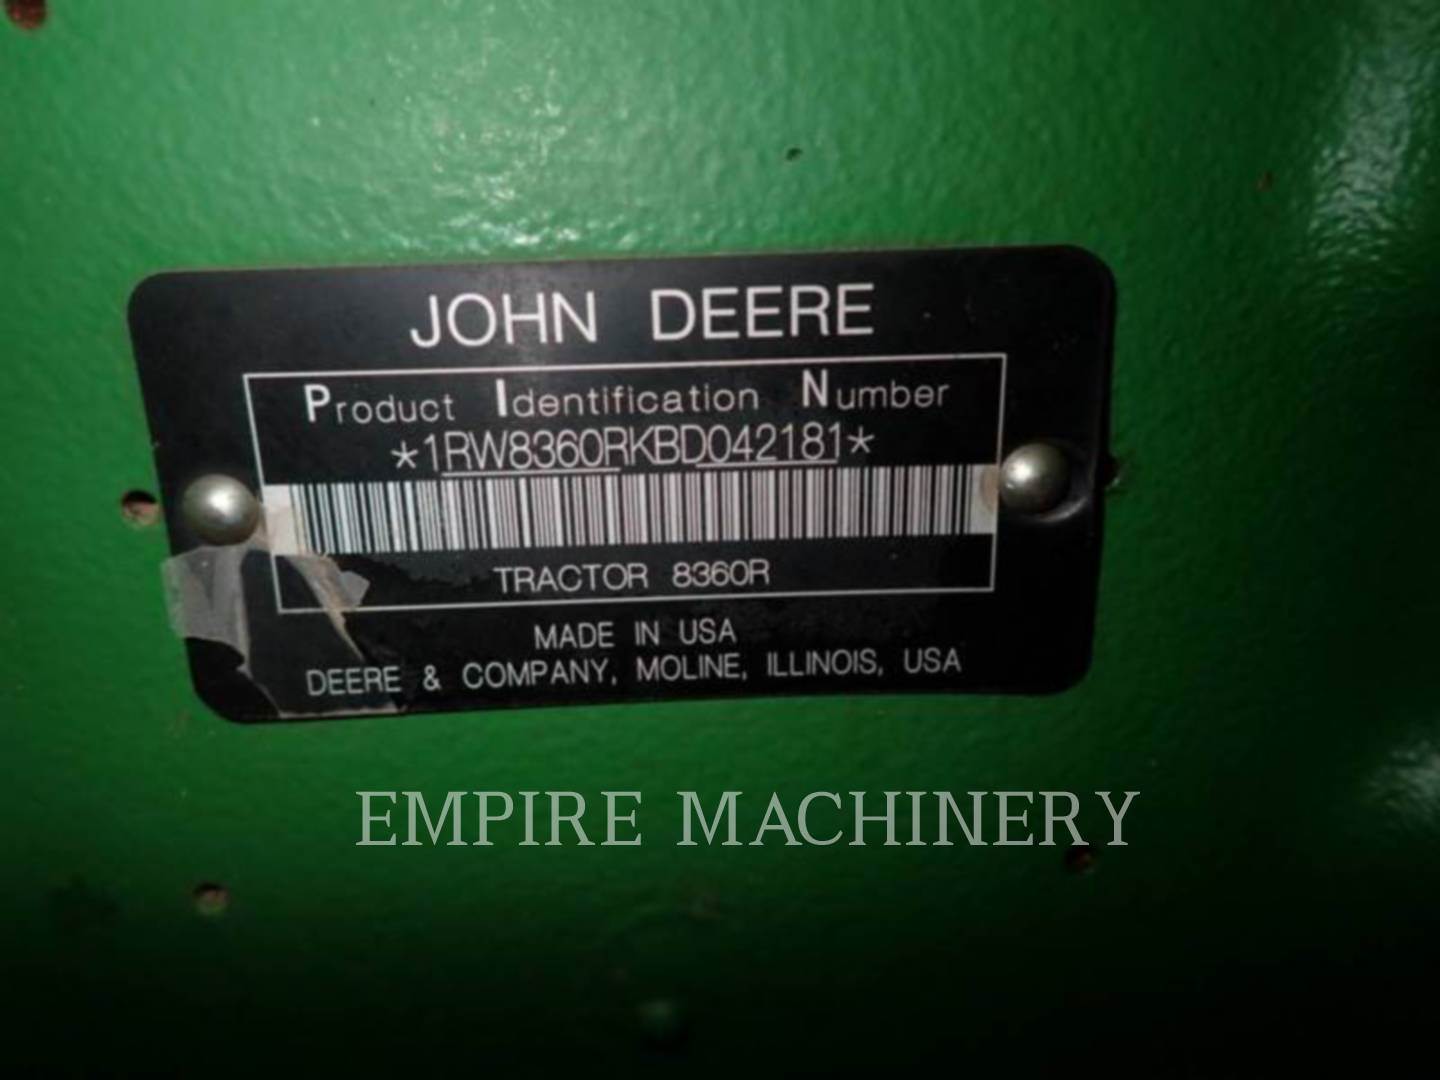 JOHN DEERE
Product Identification Number
*1RW8360RKBD042181*
TRACTOR 8360R
MADE IN USA
DEERE & COMPANY, MOLINE, ILLINOIS, USA
EMPIRE MACHINERY